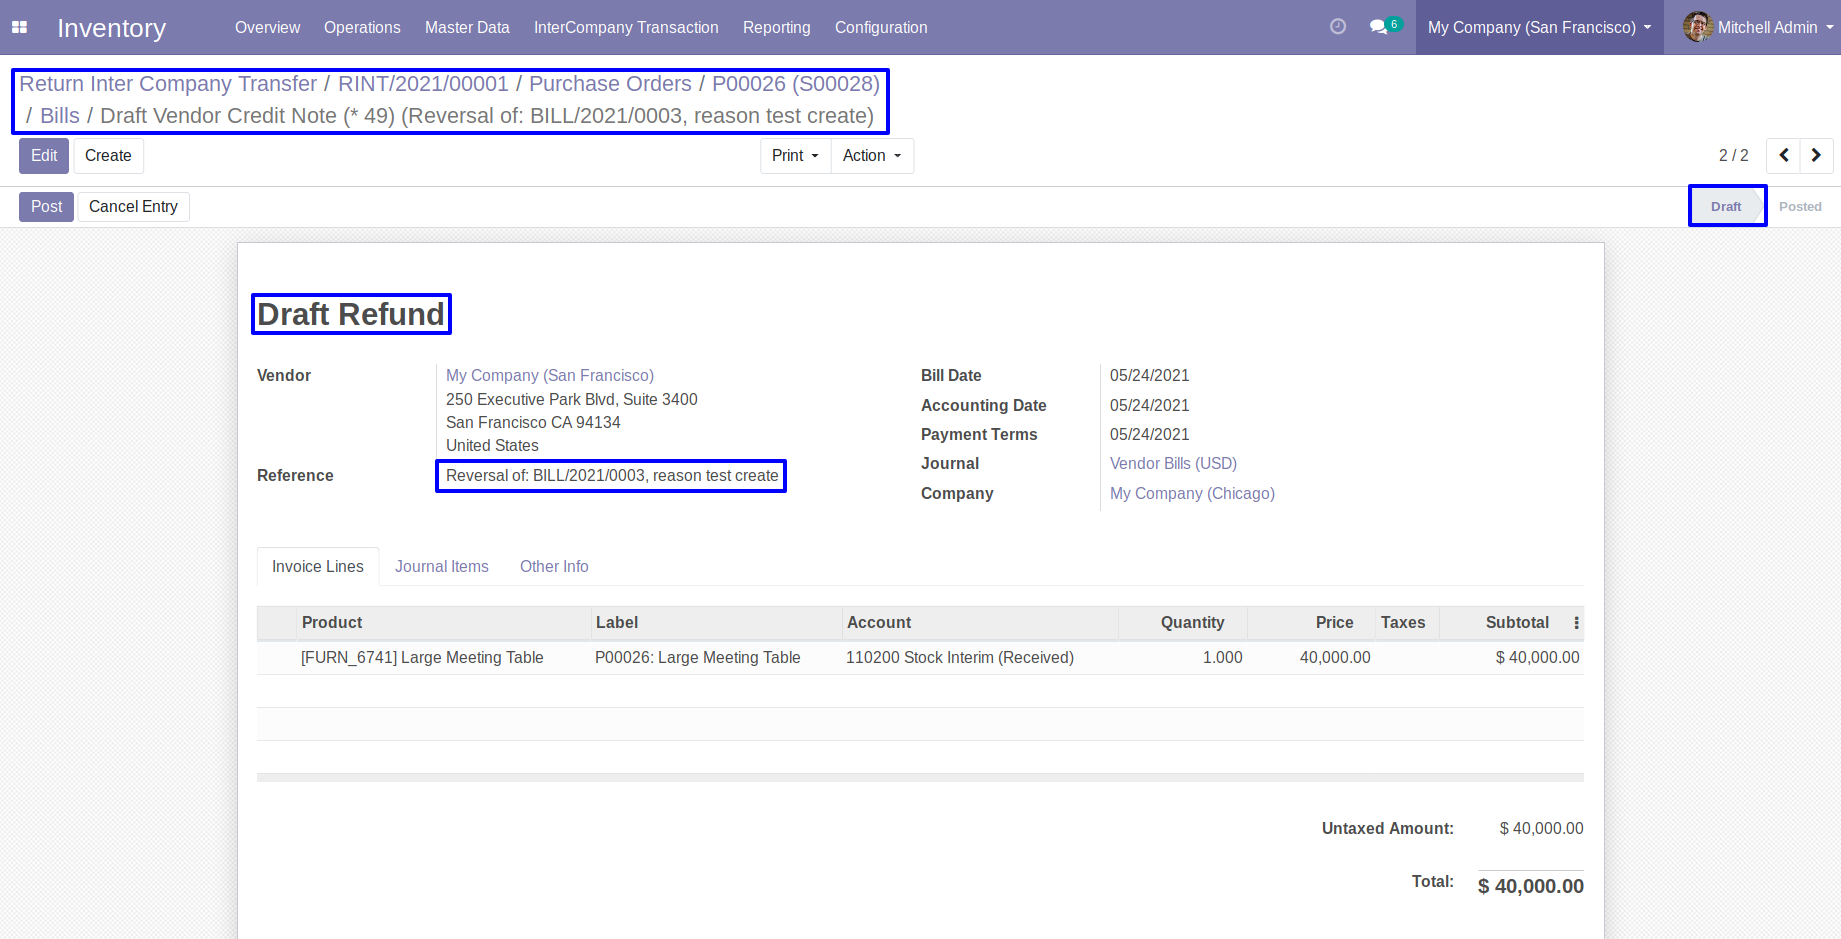 Inventory Overview Operations Master Data InterCompany Transaction Reporting Configuration 6 My Company (San Francisco) Mitchell Admin
Return Inter Company Transfer / RINT/2021/00001 / Purchase Orders / P00026 (S00028)
/ Bills / Draft Vendor Credit Note (* 49) (Reversal of: BILL/2021/0003, reason test create)
Edit Create Print Action 2 / 2
Post Cancel Entry Draft Posted
Draft Refund
Vendor My Company (San Francisco) Bill Date 05/24/2021
250 Executive Park Blvd, Suite 3400 Accounting Date 05/24/2021
San Francisco CA 94134 Payment Terms 05/24/2021
United States
Journal Vendor Bills (USD)
Reference Reversal of: BILL/2021/0003, reason test create
Company My Company (Chicago)
Invoice Lines Journal Items Other Info
Product Label Account Quantity Price Taxes Subtotal
[FURN_6741] Large Meeting Table P00026: Large Meeting Table 110200 Stock Interim (Received) 1.000 40,000.00 $ 40,000.00
Untaxed Amount: $ 40,000.00
Total: $ 40,000.00